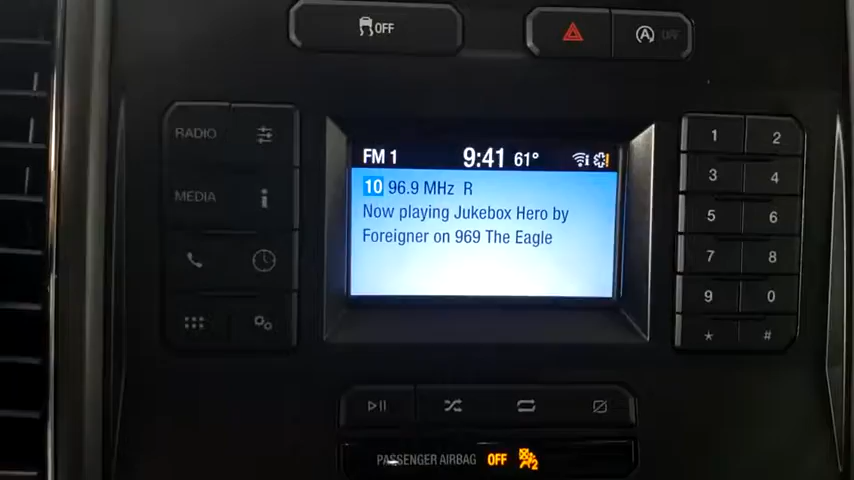 OFF
A OFF
RADIO
MEDIA
FM 1 9:41 61°
10 96.9 MHz R
Now playing Jukebox Hero by
Foreigner on 969 The Eagle
1 2
3 4
5 6
7 8
9 0
* #
PASSENGER AIRBAG OFF 2